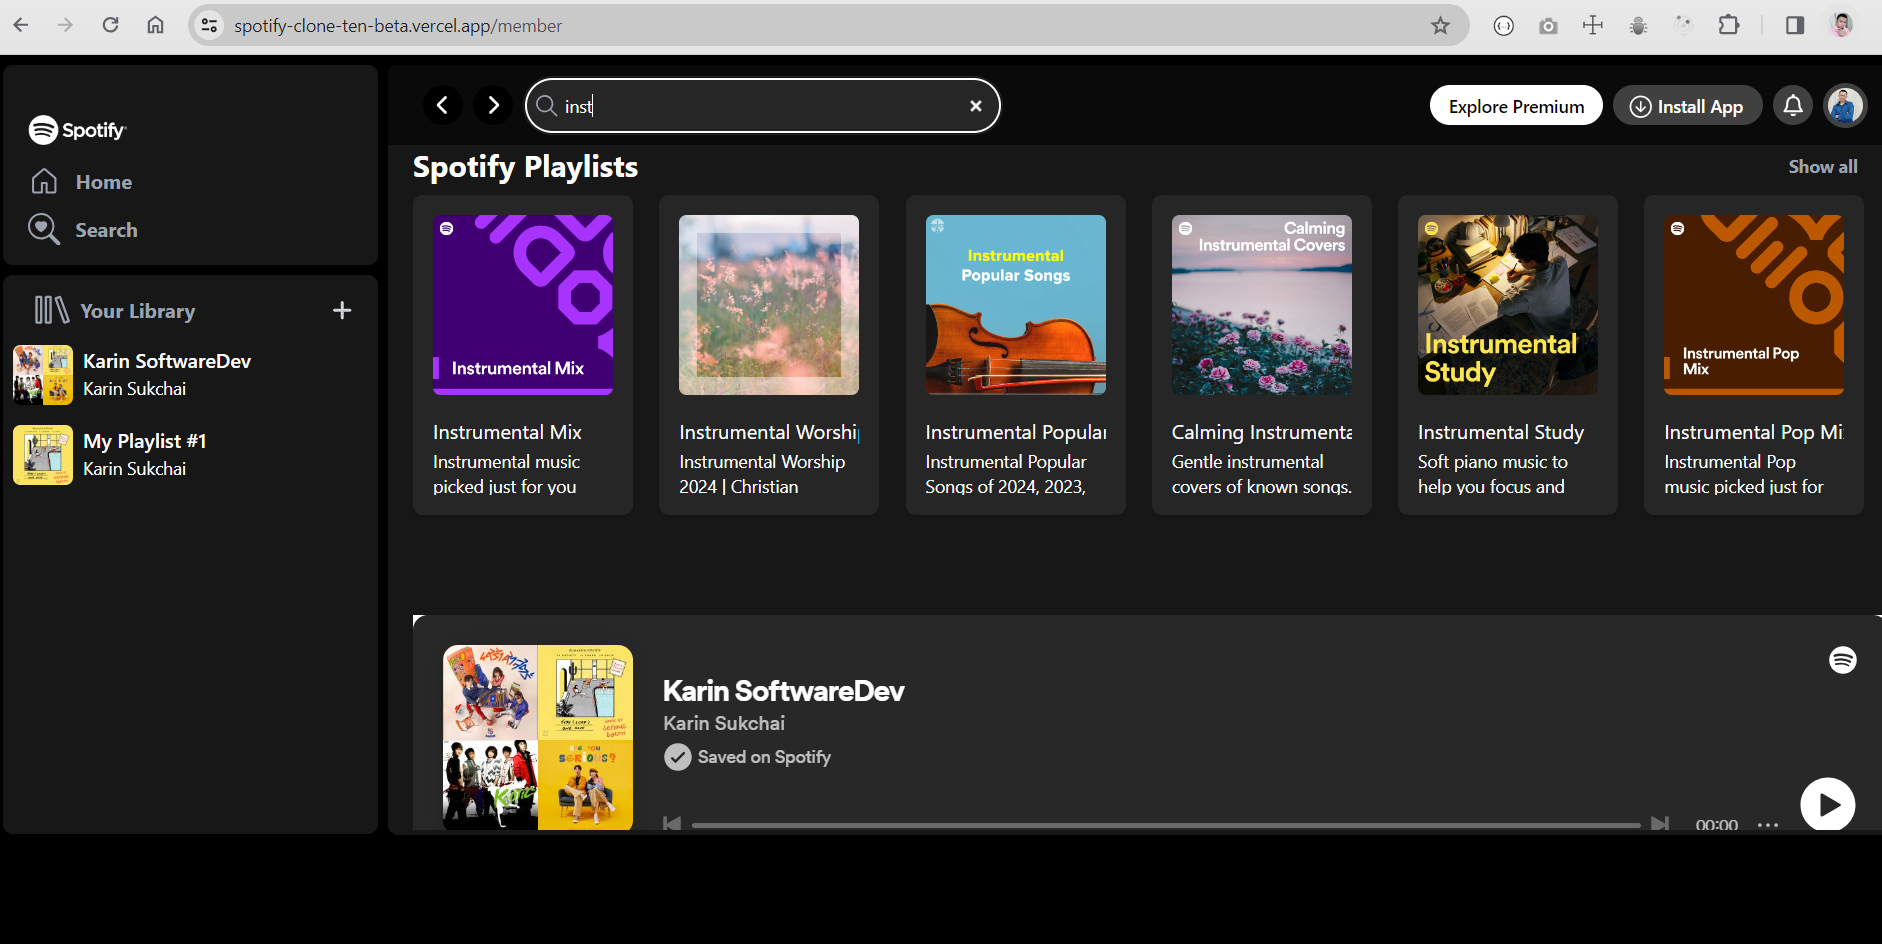 spotify-clone-ten-beta.vercel.app/member
Spotify
Home
Search
Your Library
Karin SoftwareDev
Karin Sukchai
My Playlist #1
Karin Sukchai
inst
Explore Premium
Install App
Spotify Playlists
Show all
Instrumental Mix
Instrumental Mix
Instrumental music
picked just for you
Instrumental Worshi
Instrumental Worship
2024 | Christian
Instrumental
Popular Songs
Instrumental Popular
Instrumental Popular
Songs of 2024, 2023,
Calming
Instrumental Covers
Calming Instrumenta
Gentle instrumental
covers of known songs.
Instrumental
Study
Instrumental Study
Soft piano music to
help you focus and
Instrumental Pop
Mix
Instrumental Pop Mi
Instrumental Pop
music picked just for
are you
serious?
Karin SoftwareDev
Karin Sukchai
Saved on Spotify
00:00